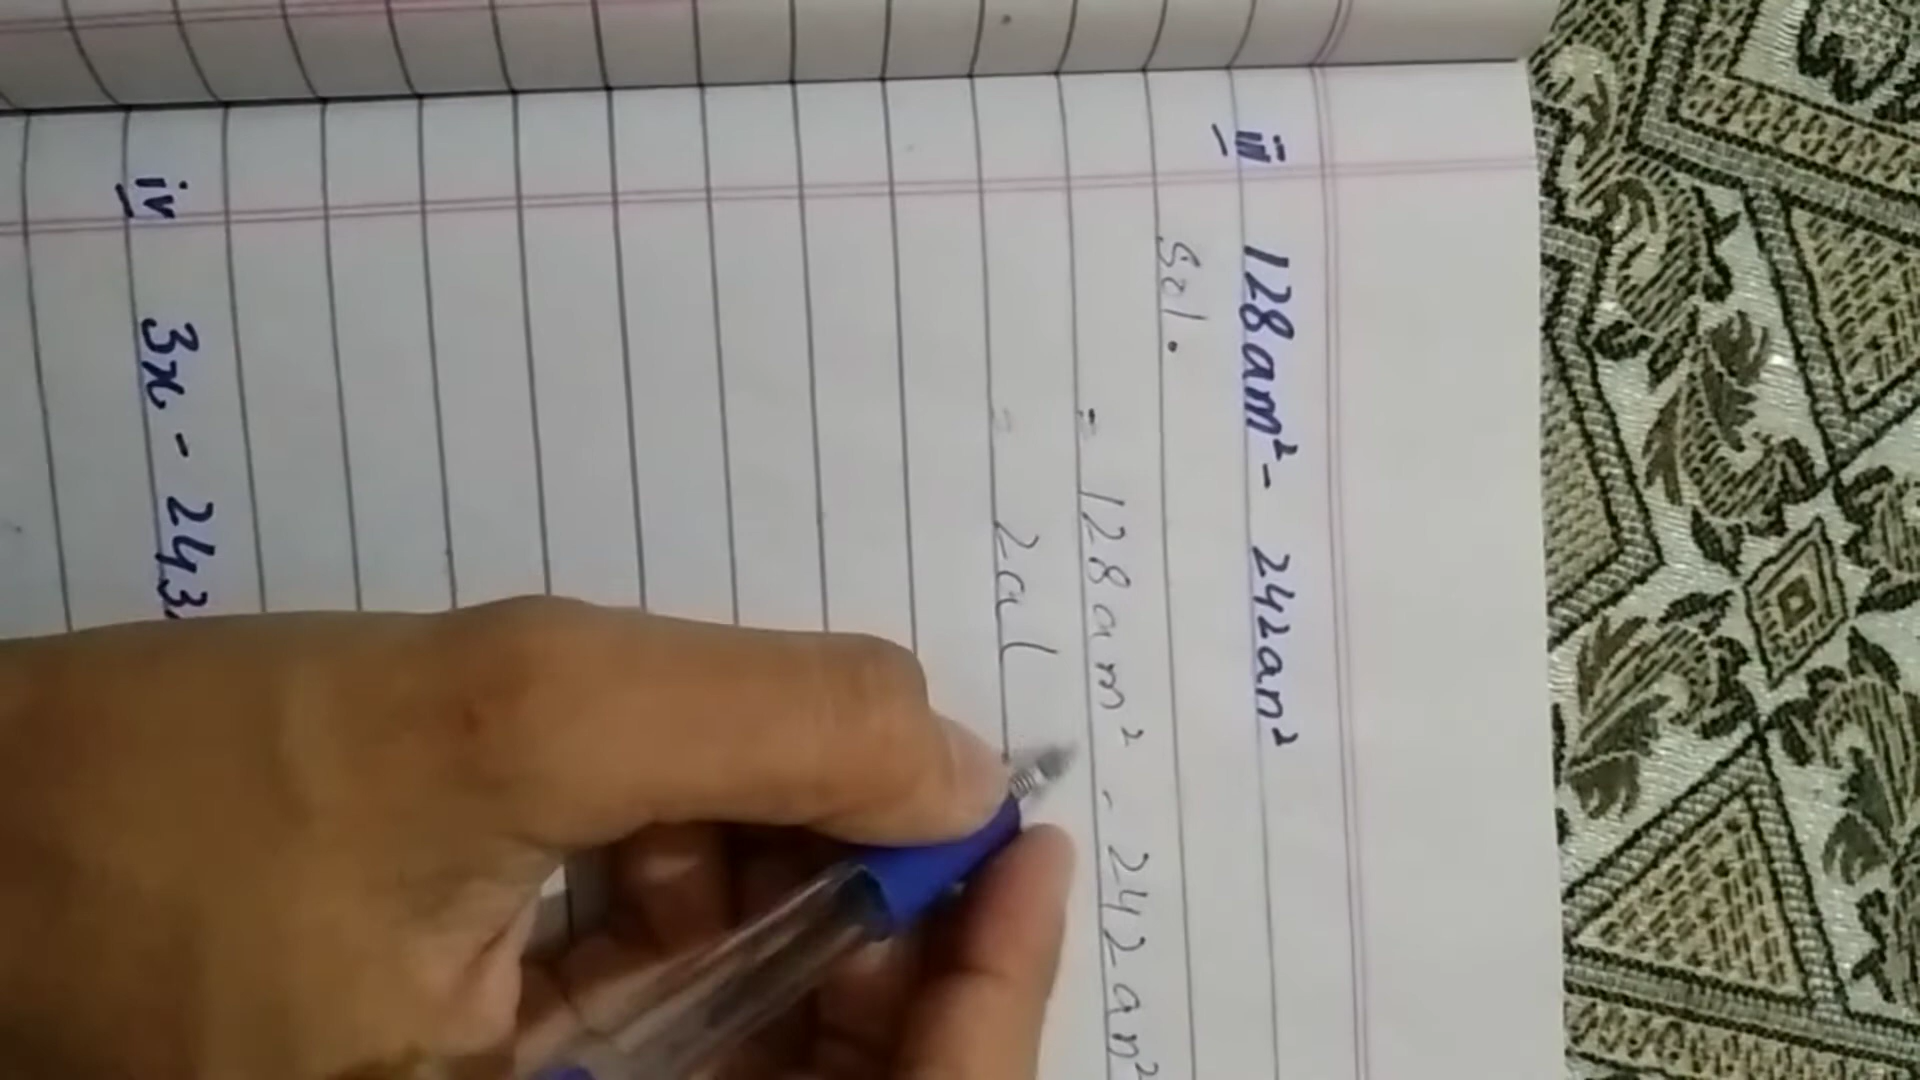 iii 128am² - 242an²
Sol.
= 128am² - 242an²
= 2a(
iv 3x - 243